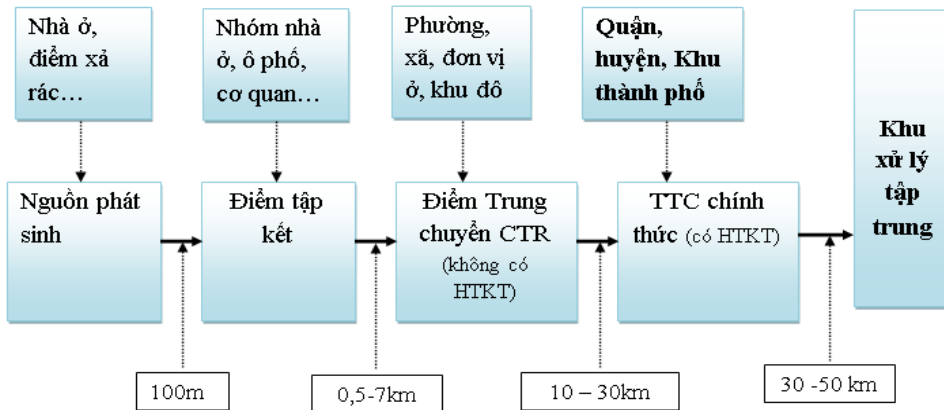 Nhà ở,
điểm xả
rác...
Nhóm nhà
ở, ô phố,
cơ quan...
Phường,
xã, đơn vị
ở, khu đô
Quận,
huyện, Khu
thành phố
Khu
xử lý
tập
trung
Nguồn phát
sinh
Điểm tập
kết
Điểm Trung
chuyển CTR
(không có
HTKT)
TTC chính
thức (có HTKT)
100m
0,5-7km
10 – 30km
30 -50 km